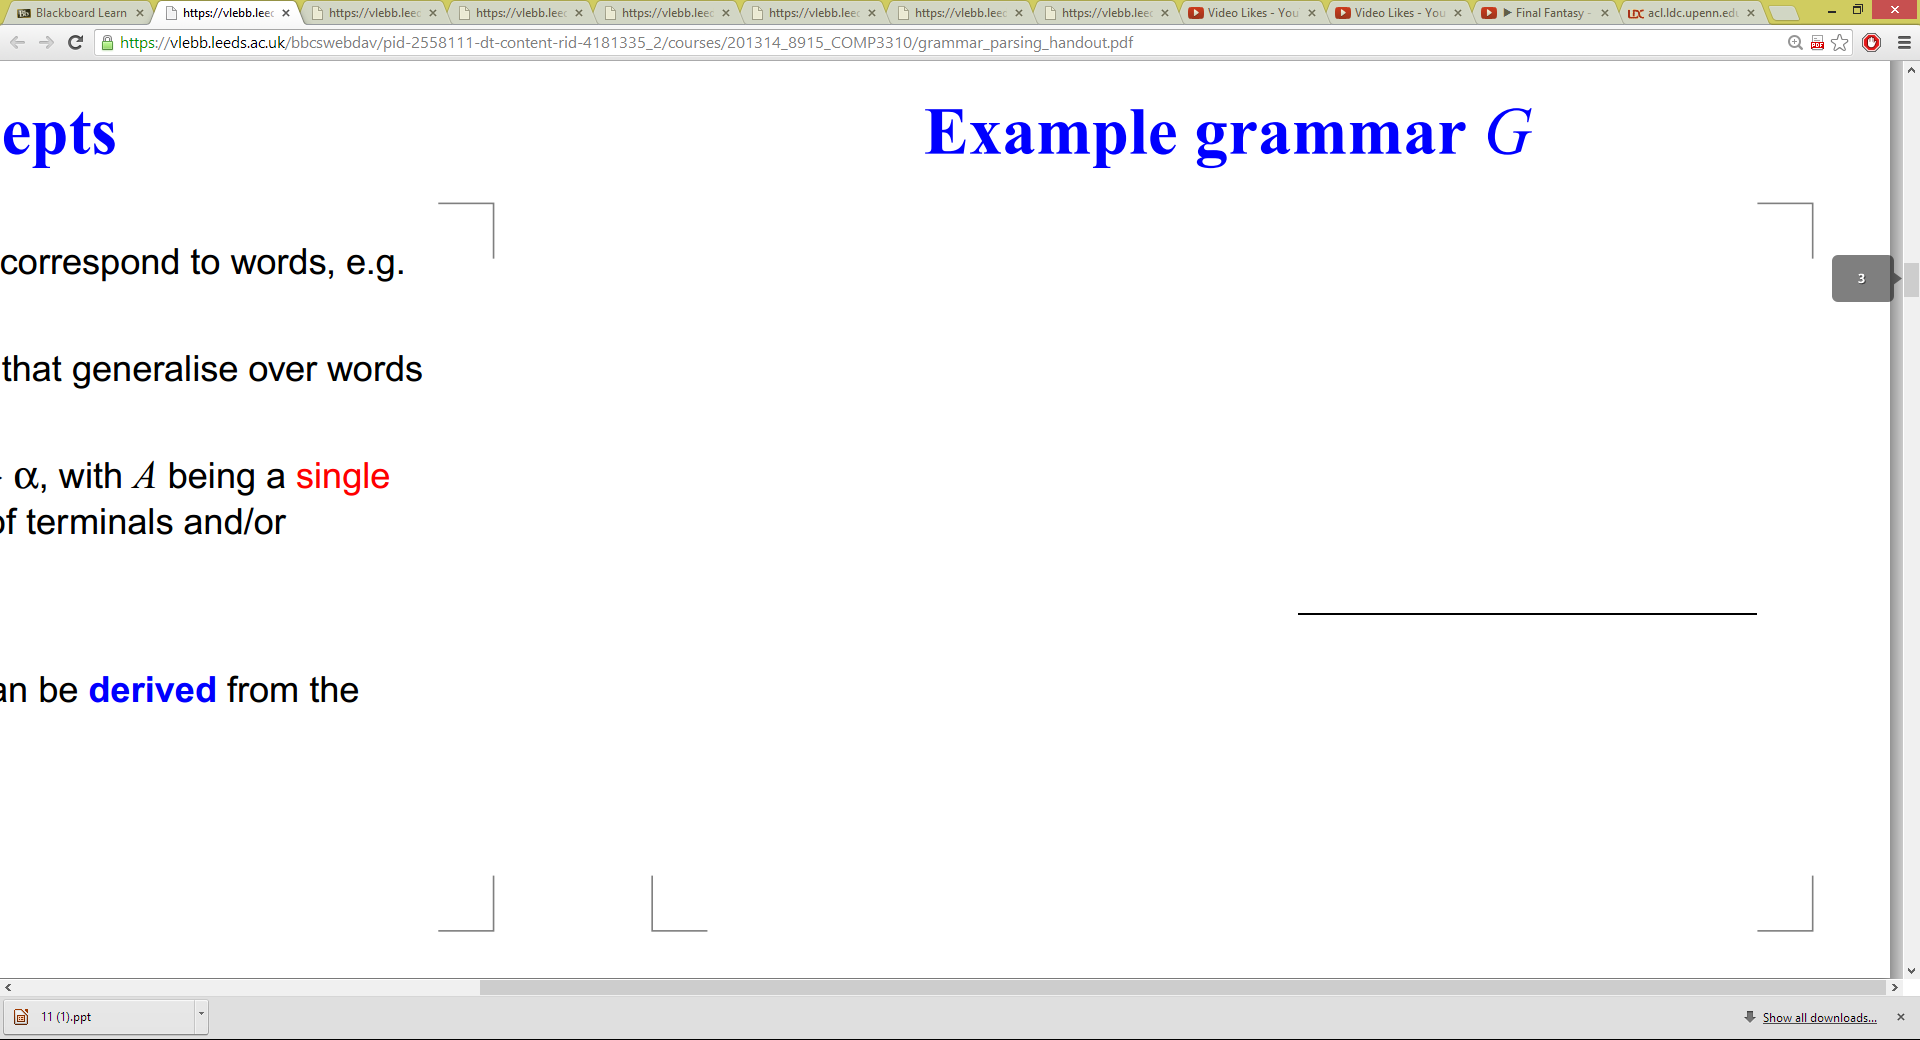 Blackboard Learn
https://vlebb.leec
https://vlebb.leec
https://vlebb.leec
https://vlebb.leec
https://vlebb.leec
https://vlebb.leec
https://vlebb.leec
Video Likes - You
Video Likes - You
▶ Final Fantasy -
LDC acl.ldc.upenn.edu
https://vlebb.leeds.ac.uk/bbcswebdav/pid-2558111-dt-content-rid-4181335_2/courses/201314_8915_COMP3310/grammar_parsing_handout.pdf
epts
correspond to words, e.g.
that generalise over words
α, with A being a single
of terminals and/or
an be derived from the
Example grammar G
3
11 (1).ppt
Show all downloads...